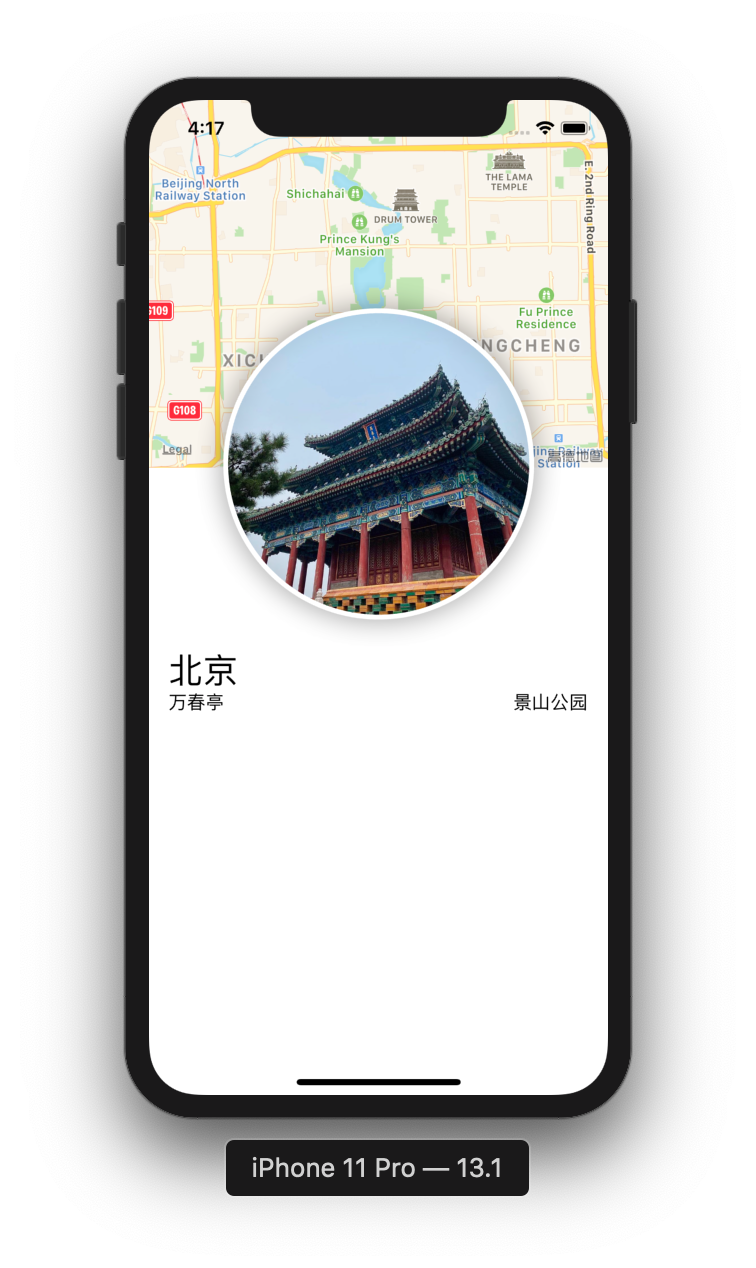 4:17
E. 2nd Ring Road
THE LAMA
TEMPLE
Beijing North
Railway Station
Shichahai
DRUM TOWER
Prince Kung's
Mansion
G109
Fu Prince
Residence
NGCHENG
XICH
G108
Legal
jing Railway
Station
高德地图
北京
万春亭
景山公园
iPhone 11 Pro — 13.1